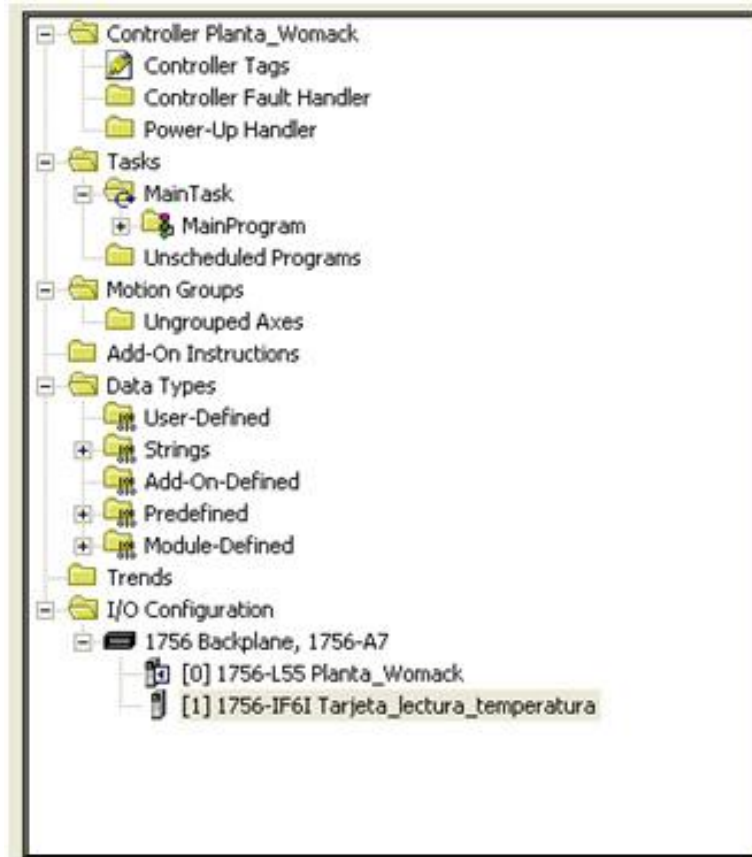 Controller Planta_Womack
Controller Tags
Controller Fault Handler
Power-Up Handler
Tasks
MainTask
MainProgram
Unscheduled Programs
Motion Groups
Ungrouped Axes
Add-On Instructions
Data Types
User-Defined
Strings
Add-On-Defined
Predefined
Module-Defined
Trends
I/O Configuration
1756 Backplane, 1756-A7
[0] 1756-L55 Planta_Womack
[1] 1756-IF6I Tarjeta_lectura_temperatura